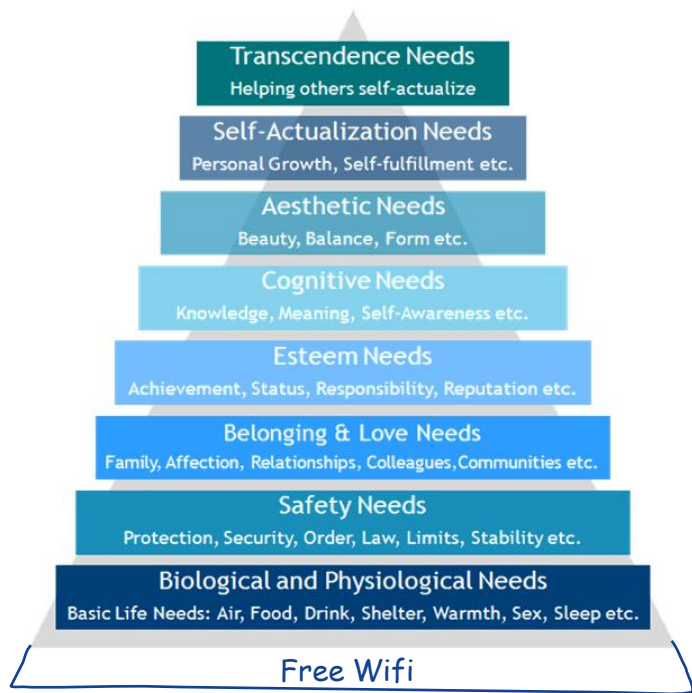 Transcendence Needs
Helping others self-actualize
Self-Actualization Needs
Personal Growth, Self-fulfillment etc.
Aesthetic Needs
Beauty, Balance, Form etc.
Cognitive Needs
Knowledge, Meaning, Self-Awareness etc.
Esteem Needs
Achievement, Status, Responsibility, Reputation etc.
Belonging & Love Needs
Family, Affection, Relationships, Colleagues,Communities etc.
Safety Needs
Protection, Security, Order, Law, Limits, Stability etc.
Biological and Physiological Needs
Basic Life Needs: Air, Food, Drink, Shelter, Warmth, Sex, Sleep etc.
Free Wifi